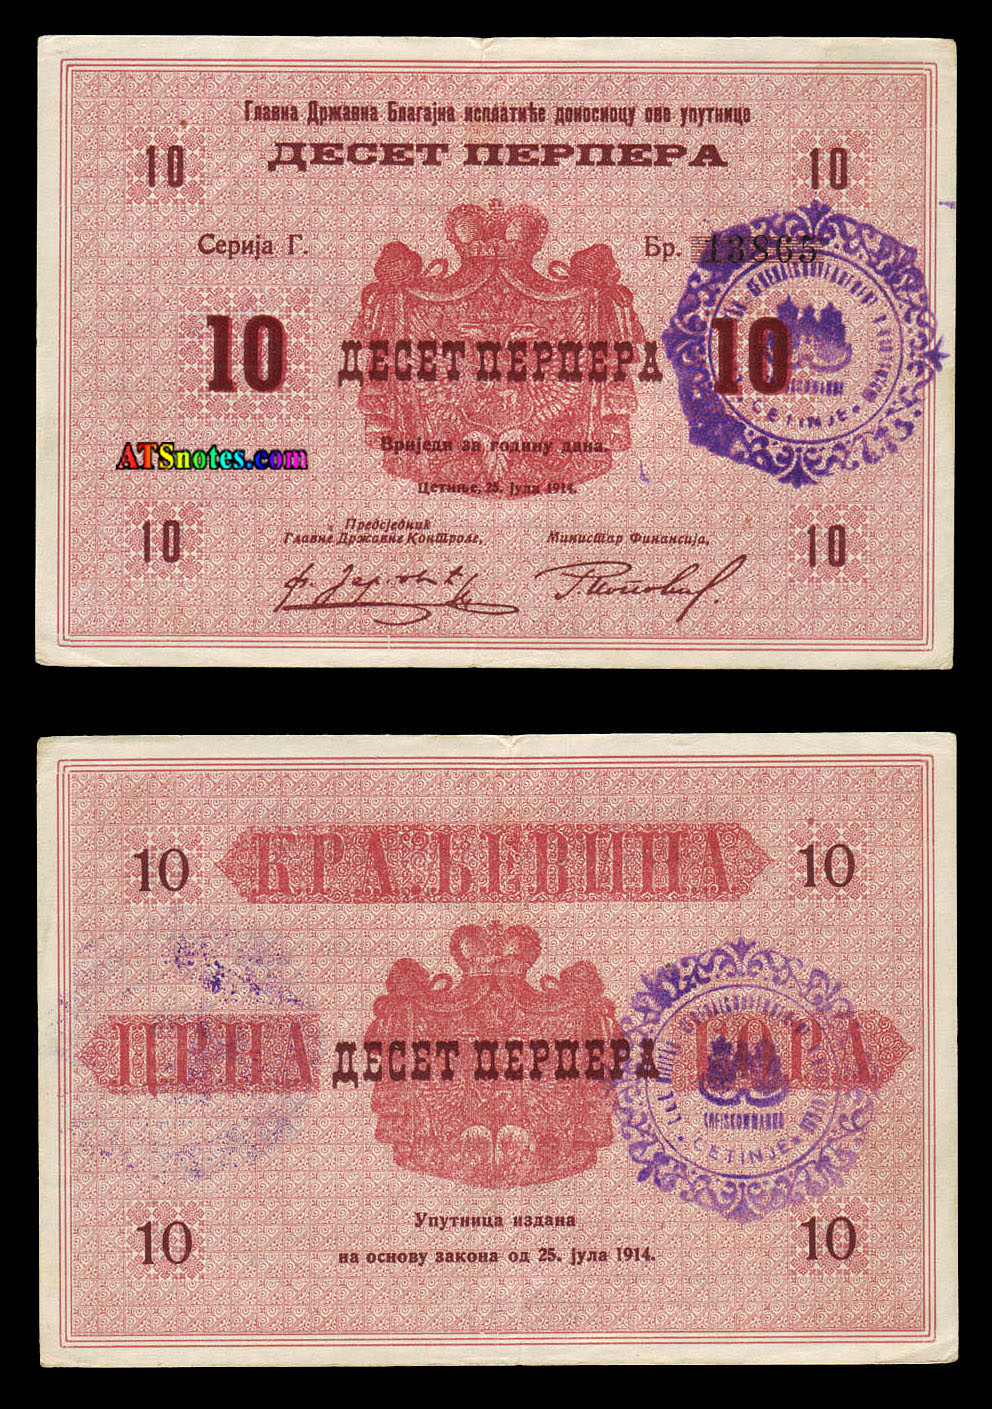 Главна Државна Благајна исплатиће доносиоцу ове упутнице
ДЕСЕТ ПЕРПЕРА
10
10
Серија Г.
Бр. 13865
10
ДЕСЕТ ПЕРПЕРА
10
CETINJE
Вриједи за годину дана.
ATSnotes.com
Цетиње, 25. јула 1914.
Предсједник
Главне Државне Контроле,
Министар Финансија,
10
10
КРАЉЕВИНА
10
10
ЦРНА
ДЕСЕТ ПЕРПЕРА
ГОРА
KREISKOMMANDO
CETINJE
Упутница издана
на основу закона од 25. јула 1914.
10
10